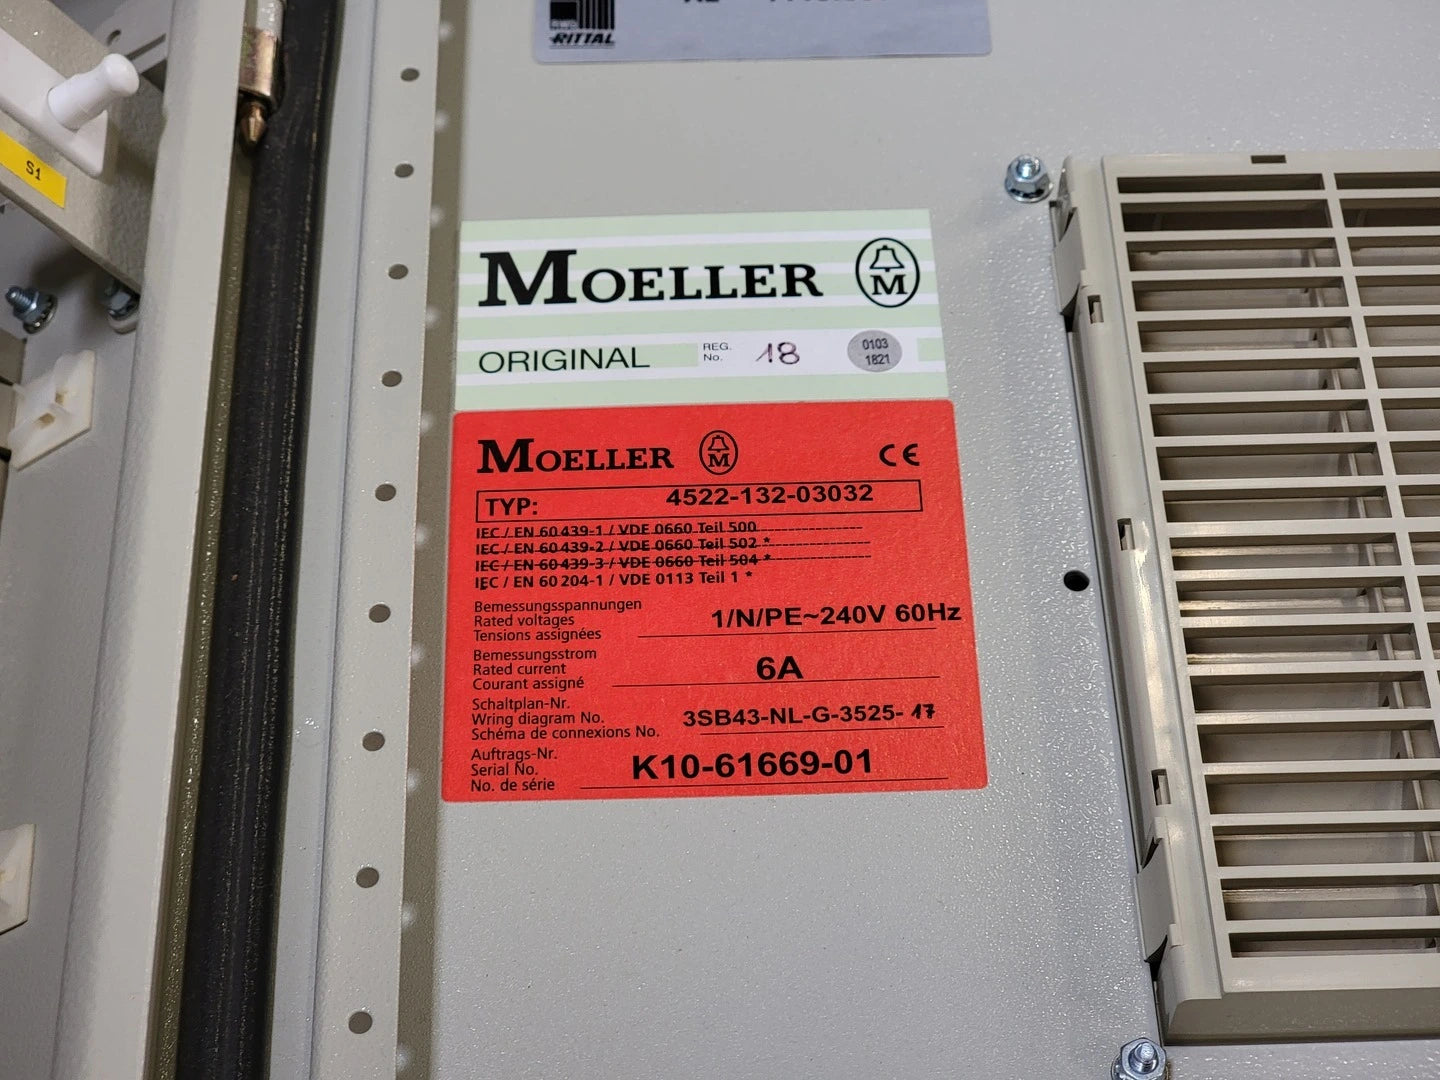 RITTAL
S1
MOELLER
M
ORIGINAL
REG. No. 18
0103
1821
MOELLER M CE
TYP: 4522-132-03032
IEC / EN 60 439-1 / VDE 0660 Teil 500
IEC / EN 60 439-2 / VDE 0660 Teil 502 *
IEC / EN 60 439-3 / VDE 0660 Teil 504 *
IEC / EN 60 204-1 / VDE 0113 Teil 1 *
Bemessungsspannungen
Rated voltages 1/N/PE~240V 60Hz
Tensions assignées
Bemessungsstrom
Rated current 6A
Courant assigné
Schaltplan-Nr.
Wring diagram No. 3SB43-NL-G-3525- 17
Schéma de connexions No.
Auftrags-Nr.
Serial No. K10-61669-01
No. de série